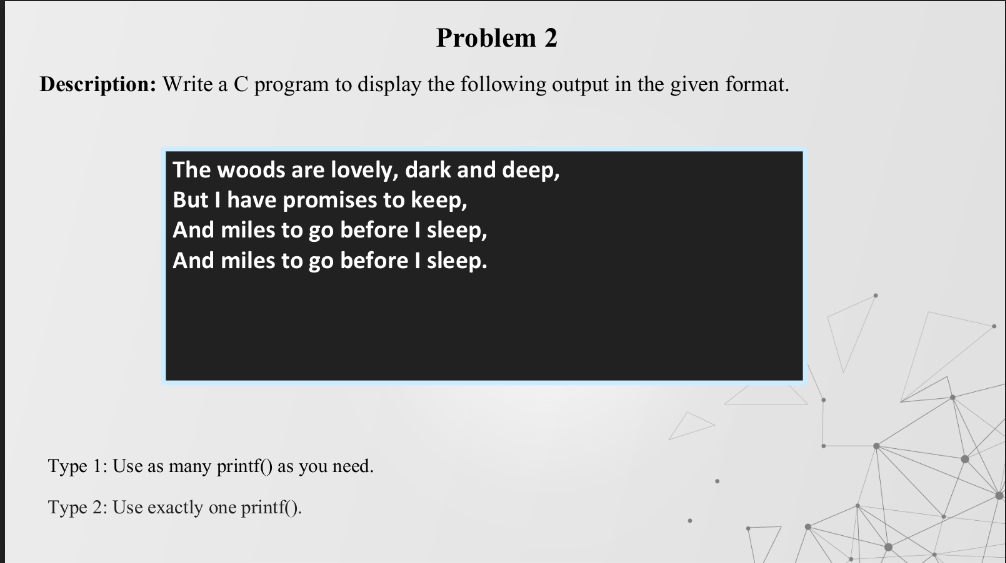 Problem 2
Description: Write a C program to display the following output in the given format.
The woods are lovely, dark and deep,
But I have promises to keep,
And miles to go before I sleep,
And miles to go before I sleep.
Type 1: Use as many printf() as you need.
Type 2: Use exactly one printf().